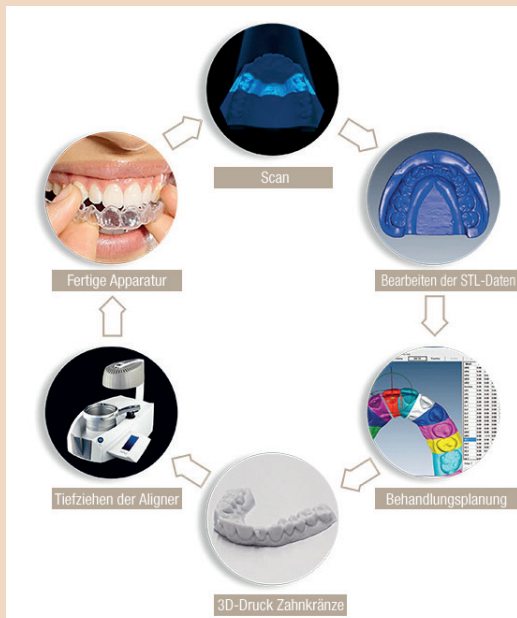 Scan
Bearbeiten der STL-Daten
Behandlungsplanung
3D-Druck Zahnkränze
Tiefziehen der Aligner
Fertige Apparatur